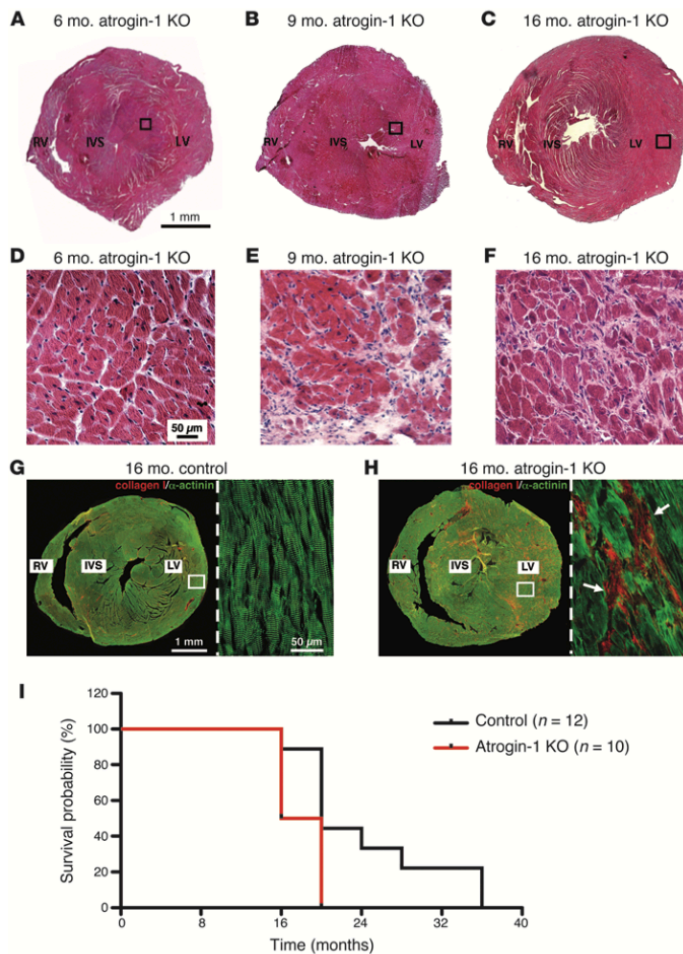 A 6 mo. atrogin-1 KO
B 9 mo. atrogin-1 KO
C 16 mo. atrogin-1 KO
RV IVS LV
1 mm
RV IVS LV
RV IVS LV
D 6 mo. atrogin-1 KO
E 9 mo. atrogin-1 KO
F 16 mo. atrogin-1 KO
50 µm
G 16 mo. control
H 16 mo. atrogin-1 KO
collagen I/α-actinin
RV IVS LV
1 mm
50 µm
collagen I/α-actinin
RV IVS LV
I
Survival probability (%)
120
100
80
60
40
20
0
0 8 16 24 32 40
Time (months)
Control (n = 12)
Atrogin-1 KO (n = 10)